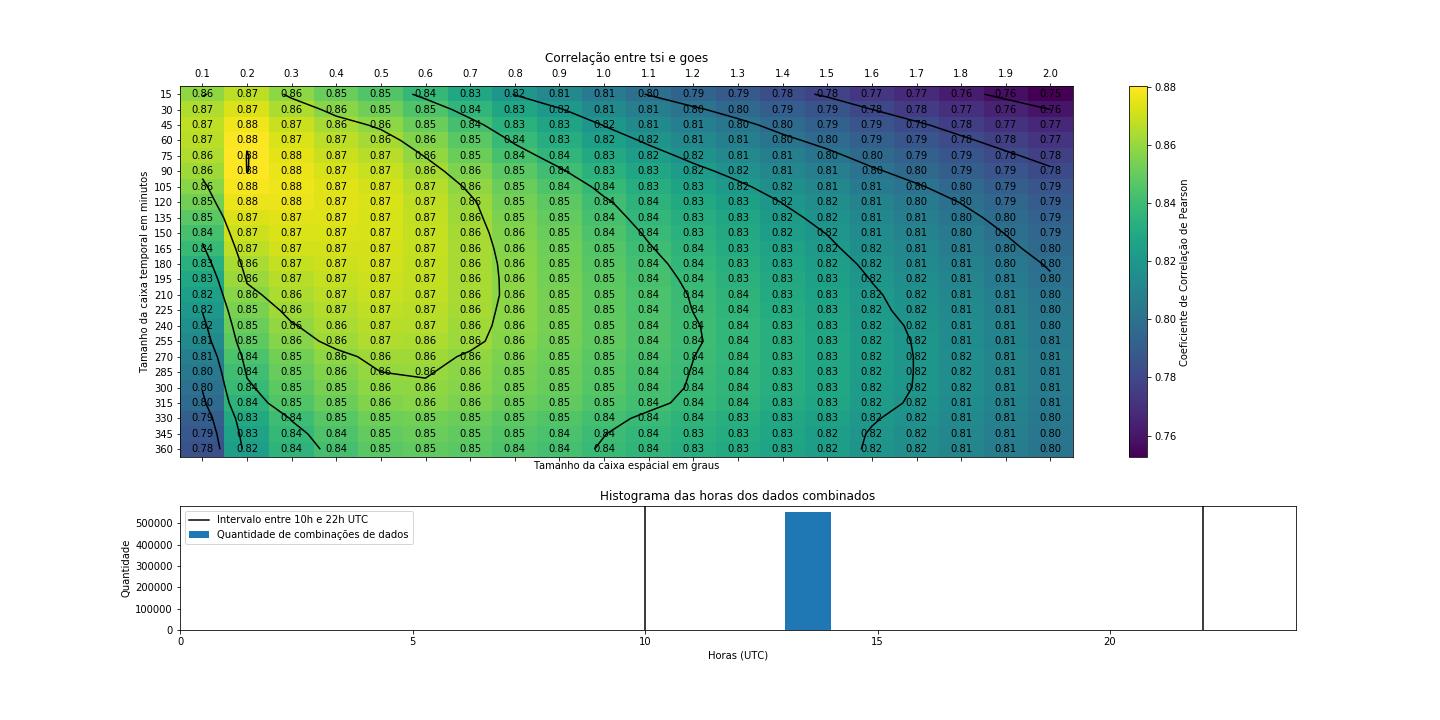 Correlação entre tsi e goes
0.1 0.2 0.3 0.4 0.5 0.6 0.7 0.8 0.9 1.0 1.1 1.2 1.3 1.4 1.5 1.6 1.7 1.8 1.9 2.0
15 0.86 0.87 0.86 0.85 0.85 0.84 0.83 0.82 0.81 0.81 0.80 0.79 0.79 0.78 0.78 0.77 0.77 0.76 0.76 0.75
30 0.87 0.87 0.86 0.86 0.85 0.85 0.84 0.83 0.82 0.81 0.81 0.80 0.80 0.79 0.79 0.78 0.78 0.77 0.76 0.76
45 0.87 0.88 0.87 0.86 0.86 0.85 0.84 0.83 0.83 0.82 0.81 0.81 0.80 0.80 0.79 0.79 0.78 0.78 0.77 0.77
60 0.87 0.88 0.87 0.87 0.86 0.86 0.85 0.84 0.83 0.82 0.82 0.81 0.81 0.80 0.80 0.79 0.79 0.78 0.78 0.77
75 0.86 0.88 0.88 0.87 0.87 0.86 0.86 0.84 0.84 0.83 0.82 0.82 0.81 0.81 0.80 0.80 0.79 0.79 0.78 0.78
90 0.86 0.88 0.88 0.87 0.87 0.86 0.86 0.85 0.84 0.83 0.83 0.82 0.82 0.81 0.81 0.80 0.80 0.79 0.79 0.78
105 0.86 0.88 0.88 0.87 0.87 0.87 0.86 0.85 0.84 0.84 0.83 0.83 0.82 0.82 0.81 0.81 0.80 0.80 0.79 0.79
120 0.85 0.88 0.88 0.87 0.87 0.87 0.86 0.85 0.85 0.84 0.84 0.83 0.83 0.82 0.82 0.81 0.80 0.80 0.79 0.79
135 0.85 0.87 0.87 0.87 0.87 0.87 0.86 0.85 0.85 0.84 0.84 0.83 0.83 0.82 0.82 0.81 0.81 0.80 0.80 0.79
150 0.84 0.87 0.87 0.87 0.87 0.87 0.86 0.85 0.85 0.85 0.84 0.83 0.83 0.82 0.82 0.81 0.81 0.80 0.80 0.79
165 0.84 0.87 0.87 0.87 0.87 0.87 0.86 0.86 0.85 0.85 0.84 0.84 0.83 0.83 0.82 0.82 0.81 0.81 0.80 0.80
180 0.83 0.86 0.87 0.87 0.87 0.87 0.86 0.86 0.85 0.85 0.84 0.84 0.83 0.83 0.82 0.82 0.81 0.81 0.80 0.80
195 0.83 0.86 0.87 0.87 0.87 0.87 0.86 0.86 0.85 0.85 0.84 0.84 0.83 0.83 0.82 0.82 0.82 0.81 0.81 0.80
210 0.82 0.86 0.86 0.87 0.87 0.87 0.86 0.86 0.85 0.85 0.84 0.84 0.84 0.83 0.83 0.82 0.82 0.81 0.81 0.80
225 0.82 0.85 0.86 0.87 0.87 0.87 0.86 0.86 0.85 0.85 0.84 0.84 0.84 0.83 0.83 0.82 0.82 0.81 0.81 0.80
240 0.82 0.85 0.86 0.86 0.87 0.87 0.86 0.86 0.85 0.85 0.84 0.84 0.84 0.83 0.83 0.82 0.82 0.81 0.81 0.80
255 0.81 0.85 0.86 0.86 0.87 0.86 0.86 0.86 0.85 0.85 0.84 0.84 0.84 0.83 0.83 0.82 0.82 0.81 0.81 0.81
270 0.81 0.84 0.85 0.86 0.86 0.86 0.86 0.85 0.85 0.85 0.84 0.84 0.84 0.83 0.83 0.82 0.82 0.82 0.81 0.81
285 0.80 0.84 0.85 0.86 0.86 0.86 0.86 0.85 0.85 0.85 0.84 0.84 0.84 0.83 0.83 0.82 0.82 0.82 0.81 0.81
300 0.80 0.84 0.85 0.85 0.86 0.86 0.85 0.85 0.85 0.85 0.84 0.84 0.84 0.83 0.83 0.82 0.82 0.82 0.81 0.81
315 0.80 0.84 0.85 0.85 0.86 0.86 0.85 0.85 0.85 0.84 0.84 0.84 0.83 0.83 0.83 0.82 0.82 0.81 0.81 0.81
330 0.79 0.83 0.84 0.85 0.85 0.85 0.85 0.85 0.85 0.84 0.84 0.84 0.83 0.83 0.83 0.82 0.82 0.81 0.81 0.80
345 0.79 0.83 0.84 0.84 0.85 0.85 0.85 0.85 0.84 0.84 0.84 0.83 0.83 0.83 0.82 0.82 0.82 0.81 0.81 0.80
360 0.78 0.82 0.84 0.84 0.85 0.85 0.85 0.84 0.84 0.84 0.84 0.83 0.83 0.83 0.82 0.82 0.82 0.81 0.81 0.80
Tamanho da caixa temporal em minutos
Tamanho da caixa espacial em graus
0.88
0.86
0.84
0.82
0.80
0.78
0.76
Coeficiente de Correlação de Pearson
Histograma das horas dos dados combinados
Intervalo entre 10h e 22h UTC
Quantidade de combinações de dados
500000
400000
300000
200000
100000
0
Quantidade
0 5 10 15 20
Horas (UTC)